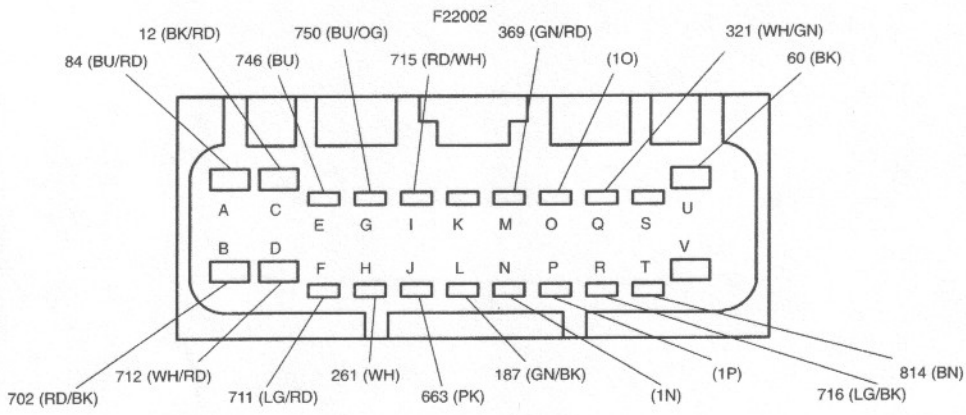 F22002
12 (BK/RD)
750 (BU/OG)
369 (GN/RD)
321 (WH/GN)
84 (BU/RD)
746 (BU)
715 (RD/WH)
(1O)
60 (BK)
A C E G I K M O Q S U
B D F H J L N P R T V
702 (RD/BK)
712 (WH/RD)
711 (LG/RD)
261 (WH)
663 (PK)
187 (GN/BK)
(1N)
(1P)
716 (LG/BK)
814 (BN)